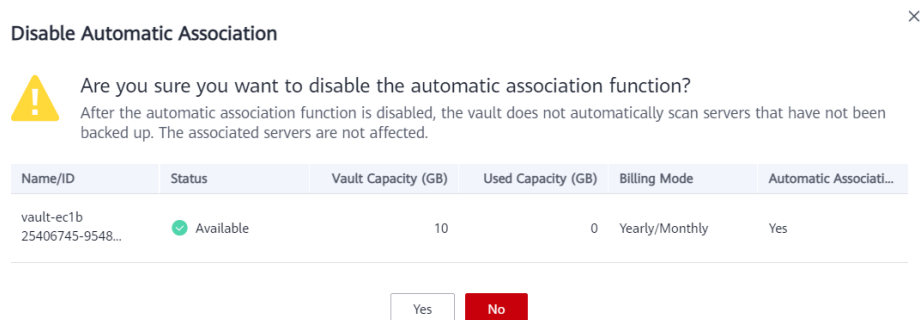 Disable Automatic Association
Are you sure you want to disable the automatic association function?
After the automatic association function is disabled, the vault does not automatically scan servers that have not been
backed up. The associated servers are not affected.
Name/ID Status Vault Capacity (GB) Used Capacity (GB) Billing Mode Automatic Associati...
vault-ec1b
25406745-9548...
Available 10 0 Yearly/Monthly Yes
Yes No